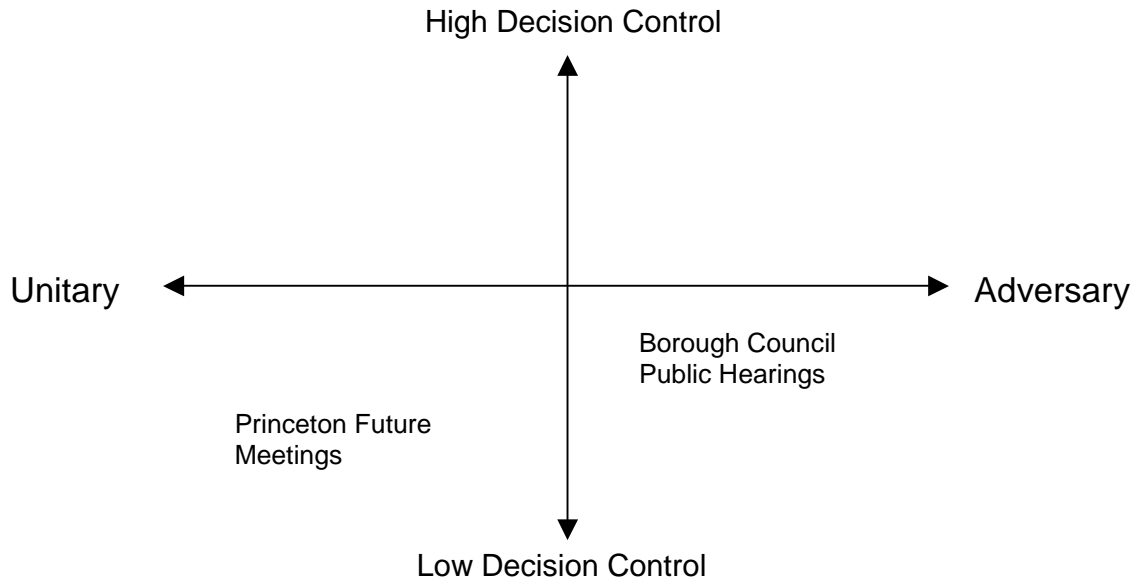 High Decision Control
Unitary
Adversary
Borough Council
Public Hearings
Princeton Future
Meetings
Low Decision Control